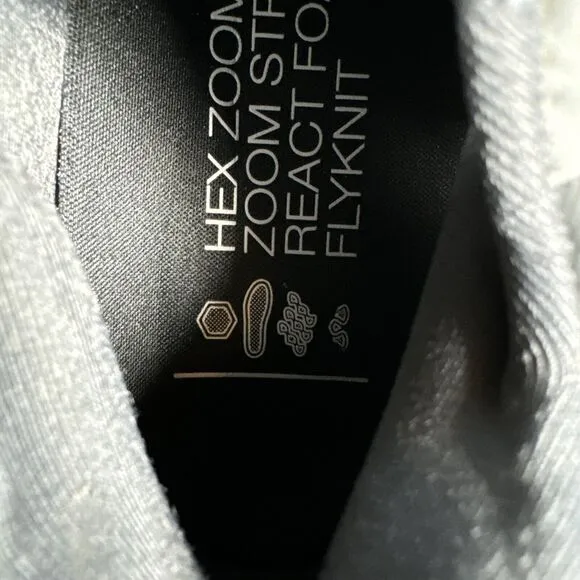 HEX ZOOM
ZOOM STR
REACT FO
FLYKNIT